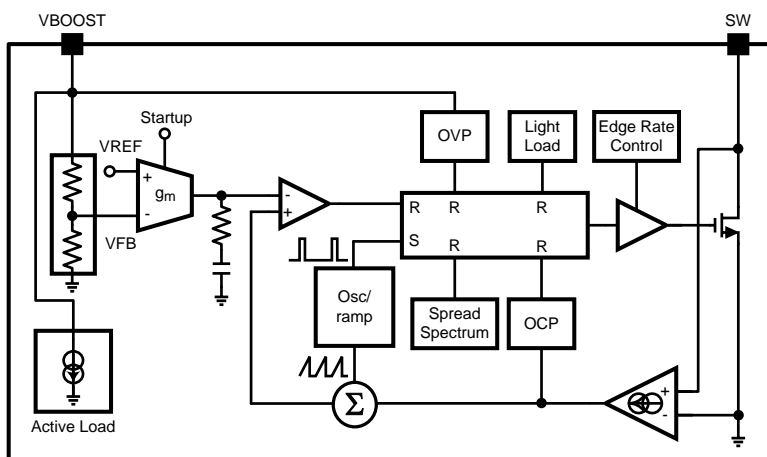 VBOOST
SW
Startup
VREF
+
gm
-
VFB
OVP
Light
Load
Edge Rate
Control
-
+
R
R
R
S
R
R
Osc/
ramp
Spread
Spectrum
OCP
Σ
+
-
Active Load